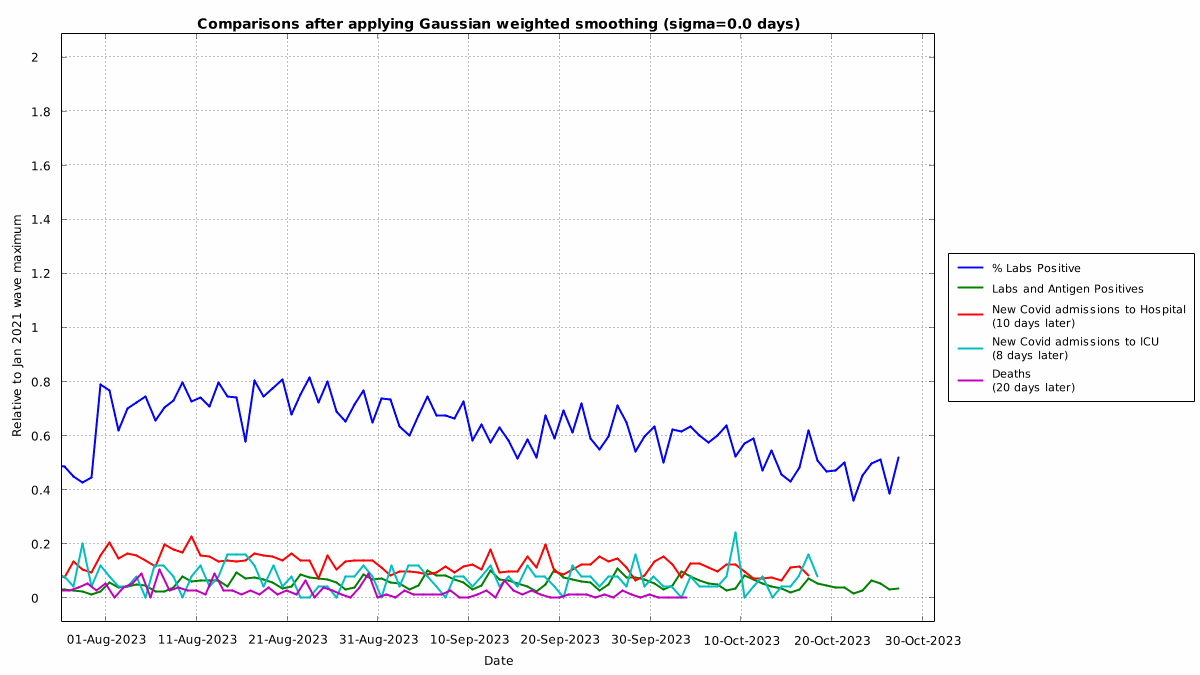 Comparisons after applying Gaussian weighted smoothing (sigma=0.0 days)
Relative to Jan 2021 wave maximum
2
1.8
1.6
1.4
1.2
1
0.8
0.6
0.4
0.2
0
01-Aug-2023 11-Aug-2023 21-Aug-2023 31-Aug-2023 10-Sep-2023 20-Sep-2023 30-Sep-2023 10-Oct-2023 20-Oct-2023 30-Oct-2023
Date
% Labs Positive
Labs and Antigen Positives
New Covid admissions to Hospital
(10 days later)
New Covid admissions to ICU
(8 days later)
Deaths
(20 days later)